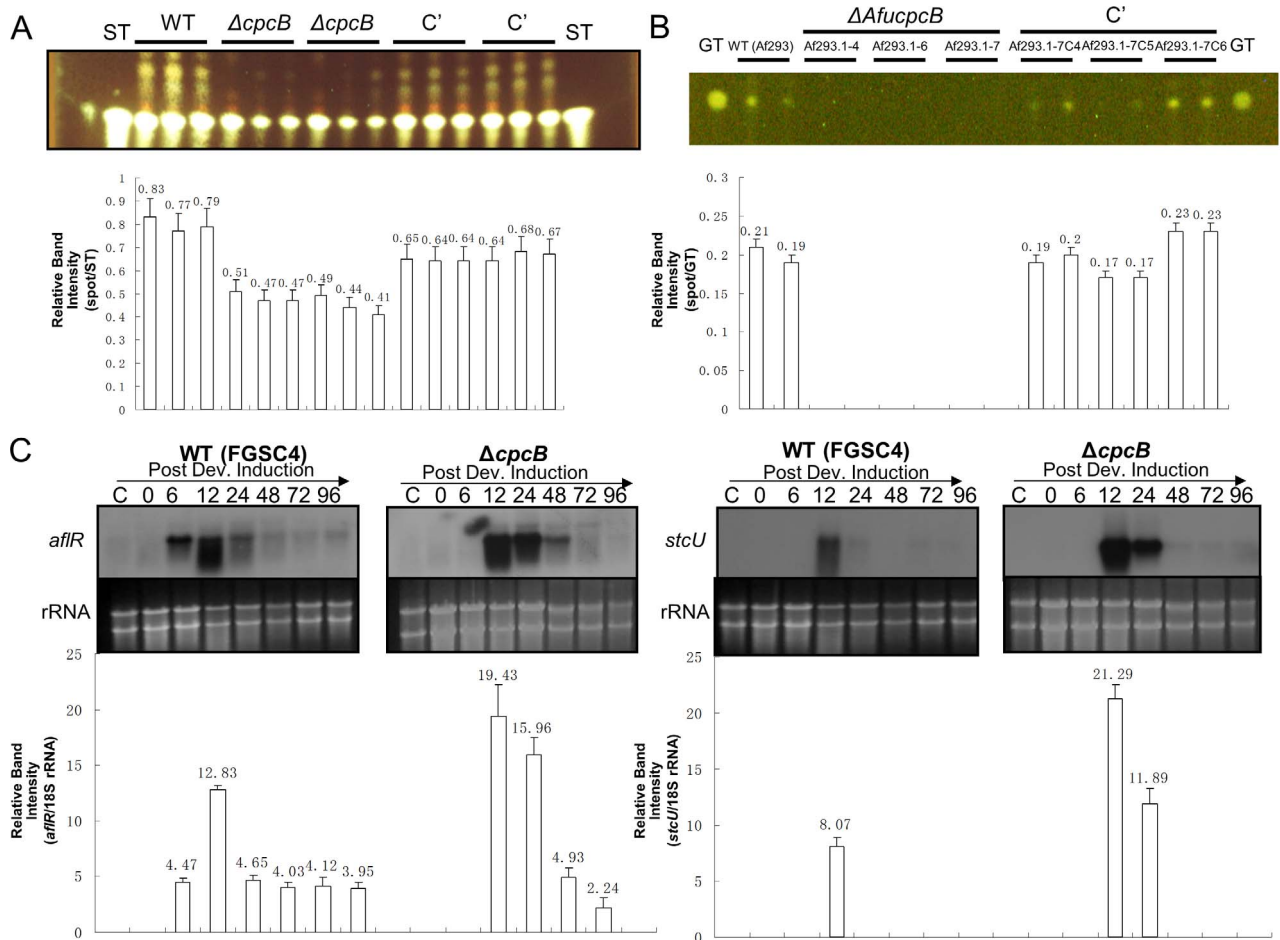 A
ST WT ΔcpcB ΔcpcB C' C' ST
Relative Band
Intensity
(spot/ST)
1
0.9
0.8
0.7
0.6
0.5
0.4
0.3
0.2
0.1
0
0.83 0.77 0.79 0.51 0.47 0.47 0.49 0.44 0.41 0.65 0.64 0.64 0.64 0.68 0.67
B
ΔAfucpcB C'
GT WT (Af293) Af293.1-4 Af293.1-6 Af293.1-7 Af293.1-7C4 Af293.1-7C5 Af293.1-7C6 GT
Relative Band
Intensity
(spot/GT)
0.3
0.25
0.2
0.15
0.1
0.05
0
0.21 0.19 0.19 0.2 0.17 0.17 0.23 0.23
C
WT (FGSC4)
Post Dev. Induction
C 0 6 12 24 48 72 96
ΔcpcB
Post Dev. Induction
C 0 6 12 24 48 72 96
aflR
rRNA
Relative Band
Intensity
(aflR/18S rRNA)
25
20
15
10
5
0
4.47 12.83 4.65 4.03 4.12 3.95 19.43 15.96 4.93 2.24
WT (FGSC4)
Post Dev. Induction
C 0 6 12 24 48 72 96
ΔcpcB
Post Dev. Induction
C 0 6 12 24 48 72 96
stcU
rRNA
Relative Band
Intensity
(stcU/18S rRNA)
25
20
15
10
5
0
8.07 21.29 11.89